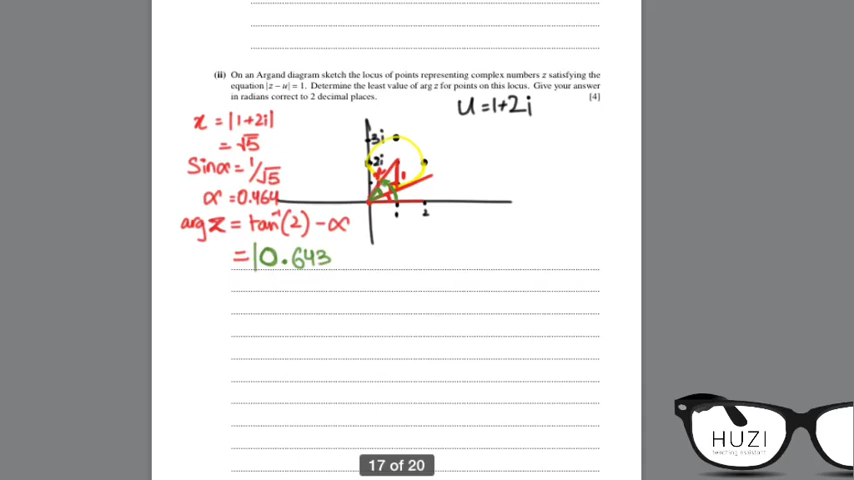 (ii) On an Argand diagram sketch the locus of points representing complex numbers z satisfying the
equation |z − u| = 1. Determine the least value of arg z for points on this locus. Give your answer
in radians correct to 2 decimal places. [4]
u = 1+2i
x = |1+2i|
= √5
Sinα = 1/√5
α = 0.464
arg z = tan⁻¹(2) − α
= 0.643
3i
2i
1
2
17 of 20
HUZI
teaching assistant